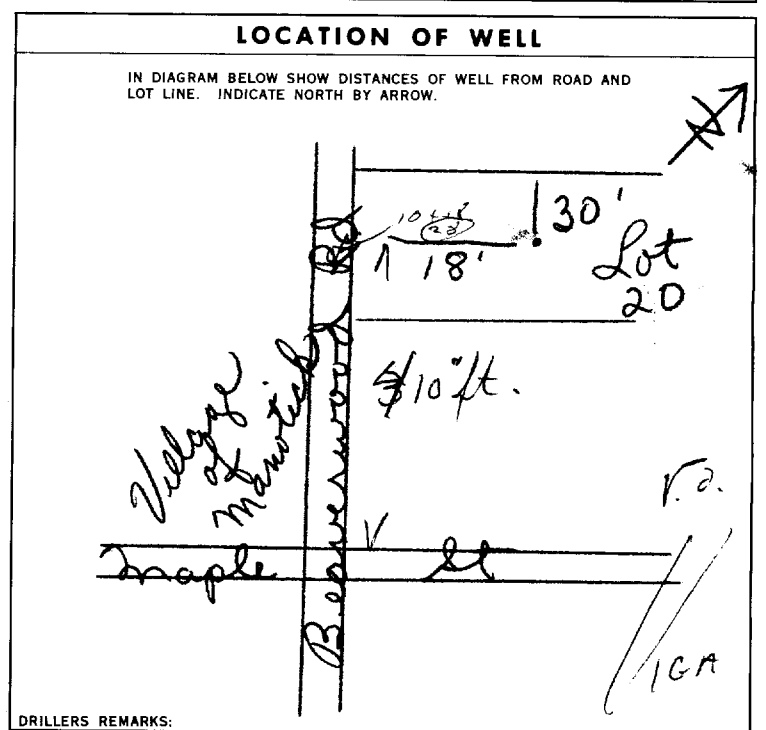 LOCATION OF WELL
IN DIAGRAM BELOW SHOW DISTANCES OF WELL FROM ROAD AND
LOT LINE. INDICATE NORTH BY ARROW.
N
30'
18'
Lot
20
Beaverwood Rd
Village
of
Manotick
10" ft.
Maple St
IGA
DRILLERS REMARKS: